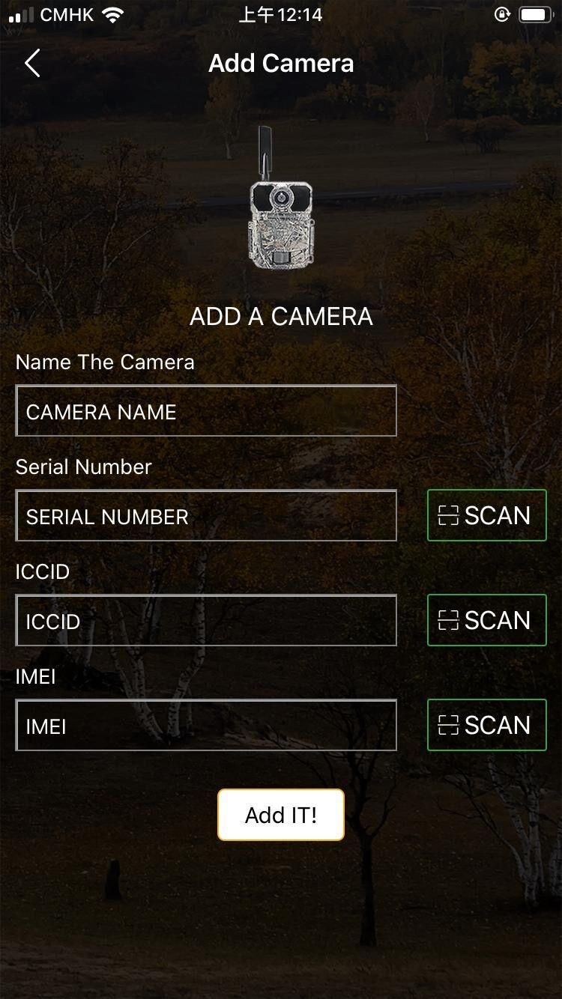 CMHK 上午12:14
Add Camera
ADD A CAMERA
Name The Camera
CAMERA NAME
Serial Number
SERIAL NUMBER SCAN
ICCID
ICCID SCAN
IMEI
IMEI SCAN
Add IT!